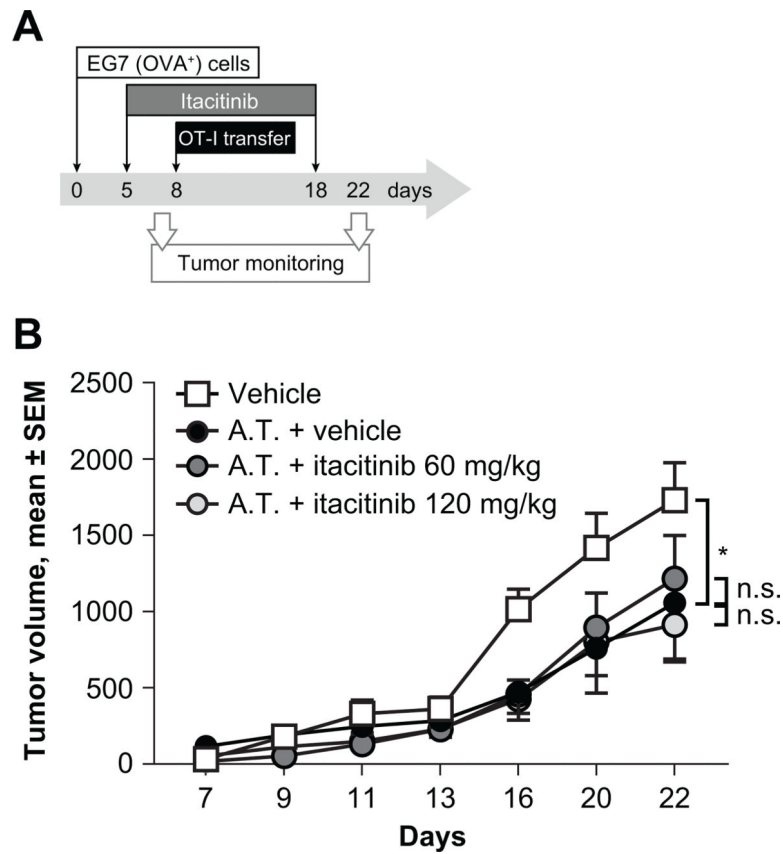 A
EG7 (OVA⁺) cells
Itacitinib
OT-I transfer
0 5 8 18 22 days
Tumor monitoring
B
Tumor volume, mean ± SEM
2500
2000
1500
1000
500
0
Vehicle
A.T. + vehicle
A.T. + itacitinib 60 mg/kg
A.T. + itacitinib 120 mg/kg
*
n.s.
n.s.
7 9 11 13 16 20 22
Days